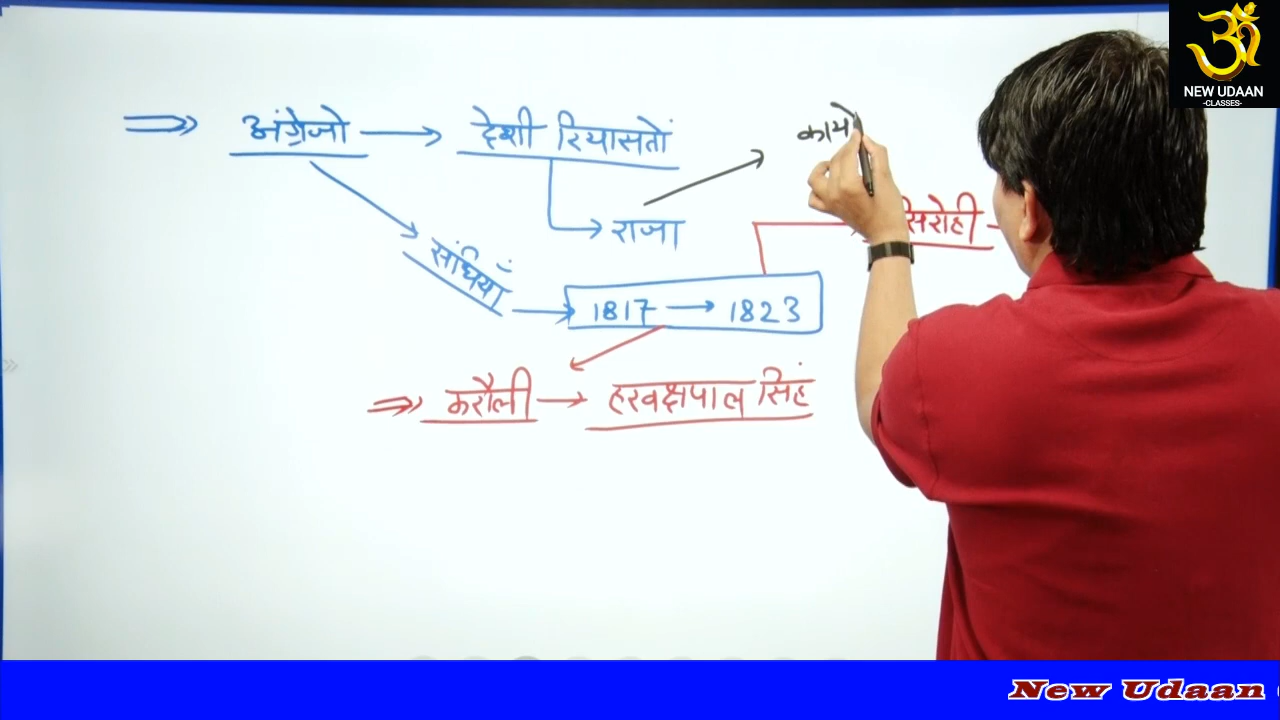 अंग्रेजो → देशी रियासतों
राजा
सिरोही
संधियाँ
1817 → 1823
करौली → हरवक्षपाल सिंह
ॐ
NEW UDAAN
-CLASSES-
New Udaan